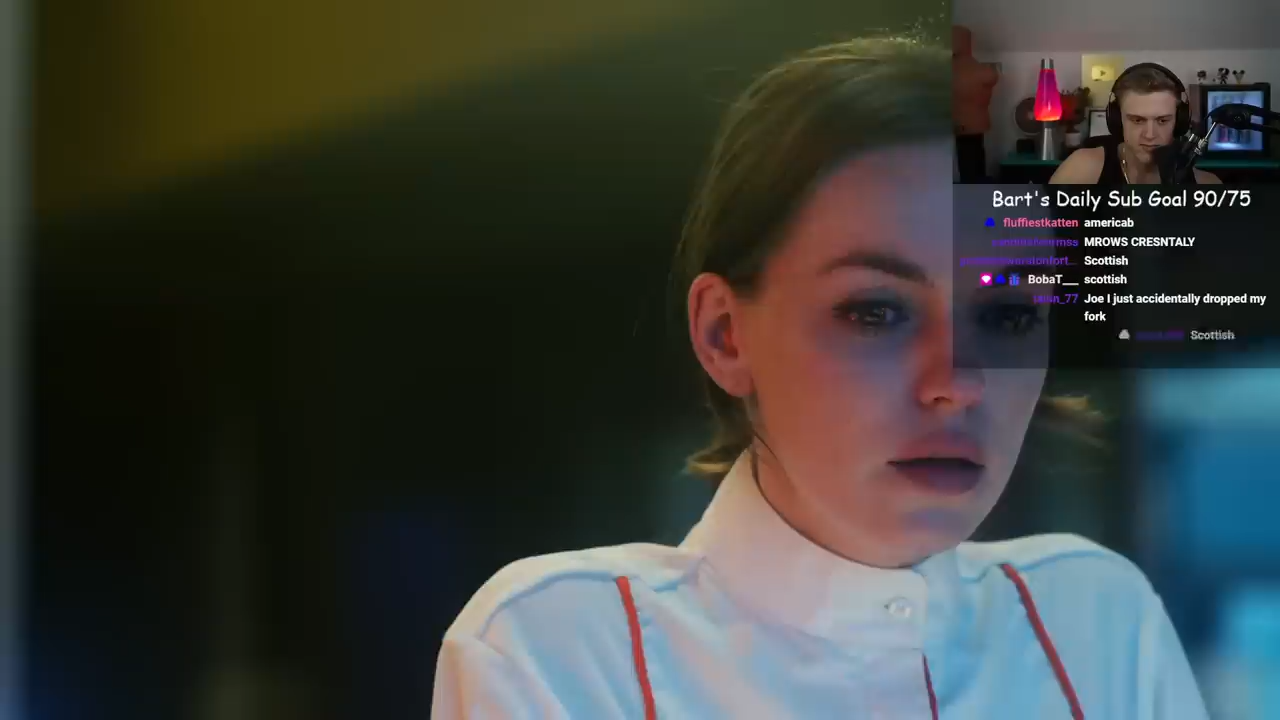 Bart's Daily Sub Goal 90/75
fluffiestkatten americab
MROWS CRESNTALY
Scottish
BobaT__ scottish
Joe I just accidentally dropped my
fork
Scottish